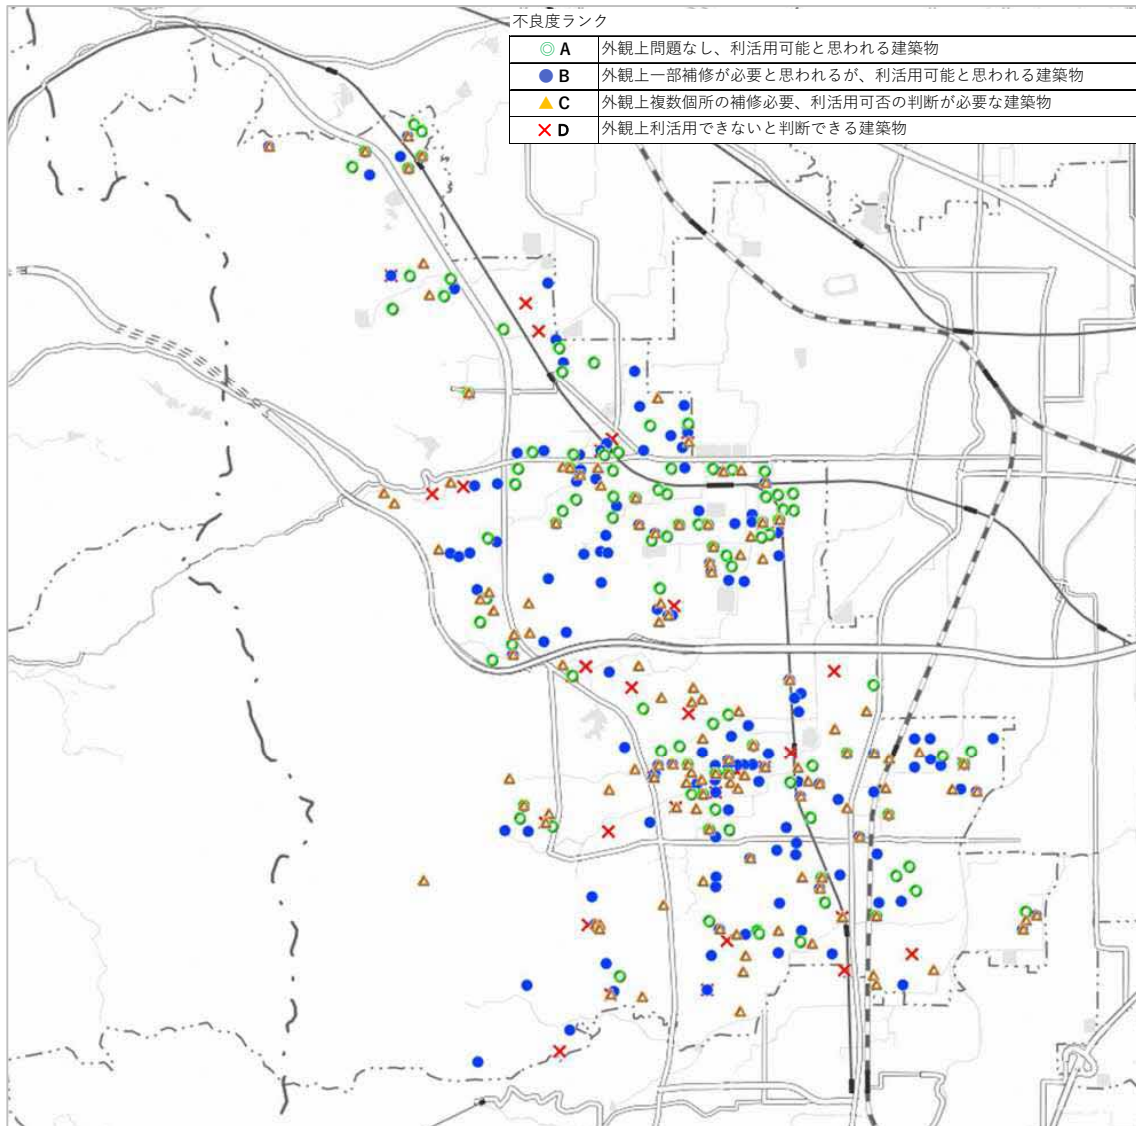 不良度ランク
◎ A 外観上問題なし、利活用可能と思われる建築物
● B 外観上一部補修が必要と思われるが、利活用可能と思われる建築物
▲ C 外観上複数個所の補修必要、利活用可否の判断が必要な建築物
× D 外観上利活用できないと判断できる建築物